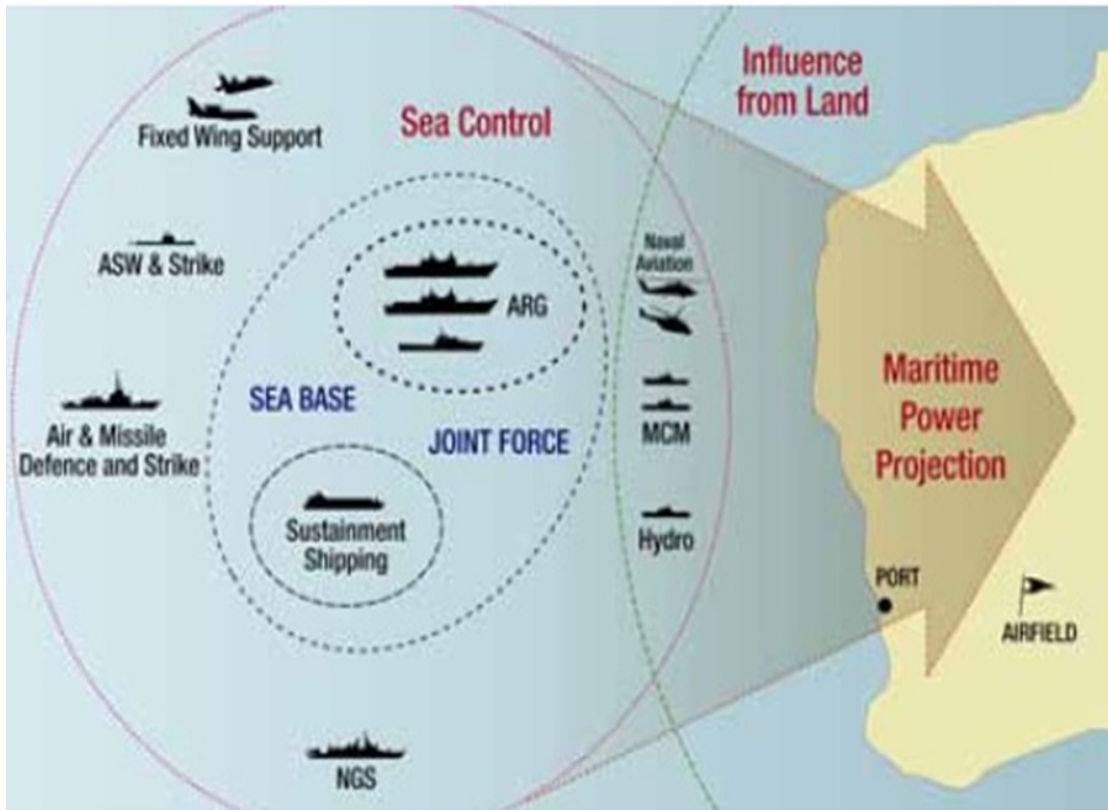 Influence
from Land
Fixed Wing Support
Sea Control
Naval
Aviation
ASW & Strike
ARG
SEA BASE
JOINT FORCE
Air & Missile
Defence and Strike
MCM
Maritime
Power
Projection
Sustainment
Shipping
Hydro
PORT
AIRFIELD
NGS